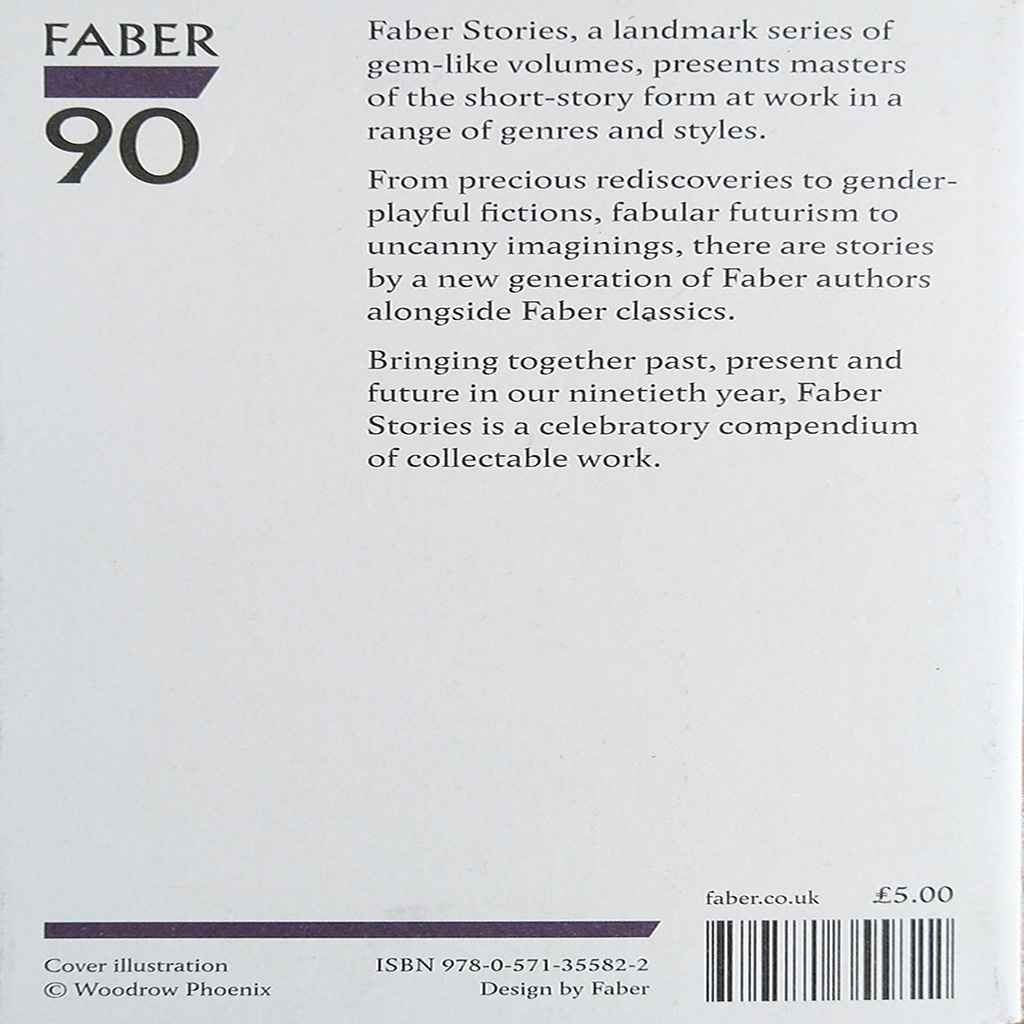 FABER
90
Faber Stories, a landmark series of
gem-like volumes, presents masters
of the short-story form at work in a
range of genres and styles.
From precious rediscoveries to gender-
playful fictions, fabular futurism to
uncanny imaginings, there are stories
by a new generation of Faber authors
alongside Faber classics.
Bringing together past, present and
future in our ninetieth year, Faber
Stories is a celebratory compendium
of collectable work.
faber.co.uk £5.00
Cover illustration
© Woodrow Phoenix
ISBN 978-0-571-35582-2
Design by Faber